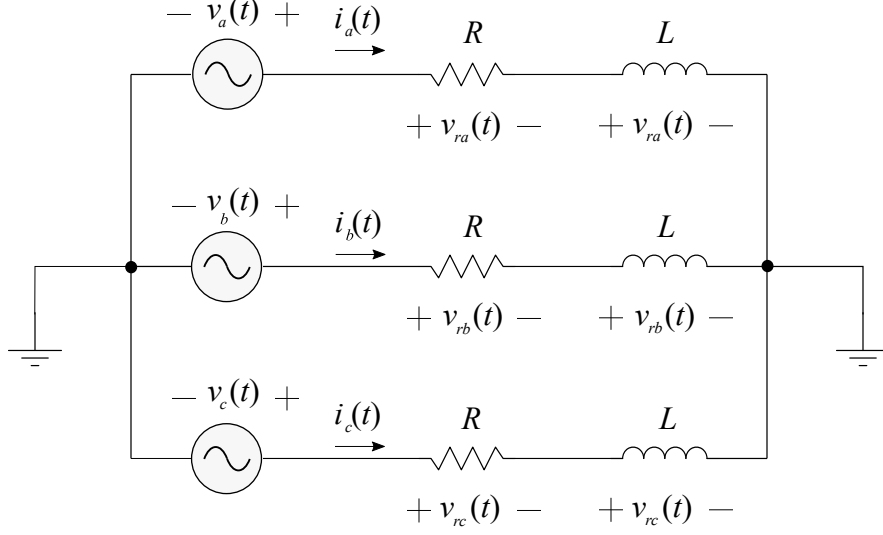 − v_a(t) + i_a(t) R L
+ v_ra(t) − + v_ra(t) −
− v_b(t) + i_b(t) R L
+ v_rb(t) − + v_rb(t) −
− v_c(t) + i_c(t) R L
+ v_rc(t) − + v_rc(t) −